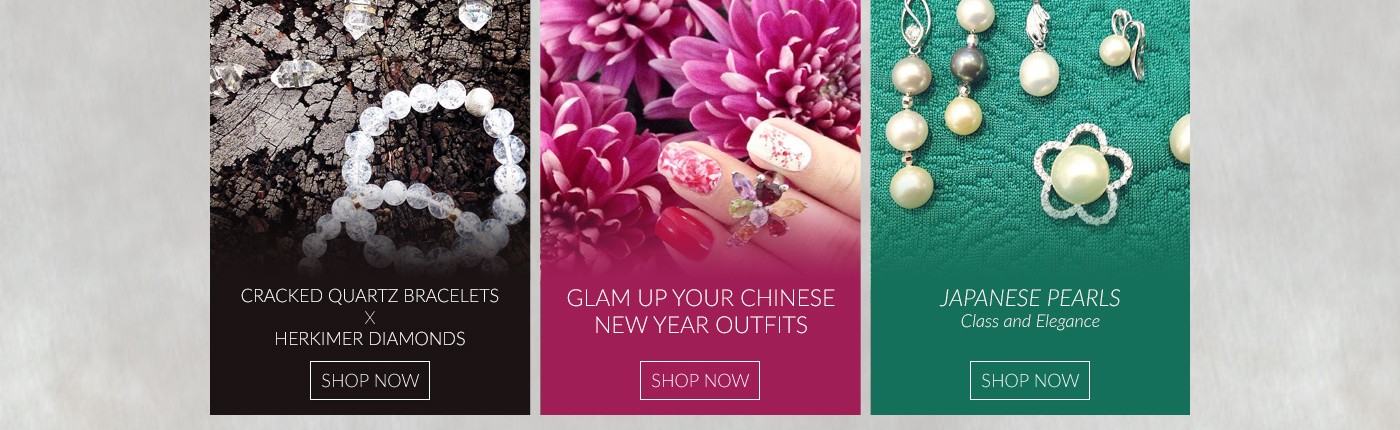 CRACKED QUARTZ BRACELETS
X
HERKIMER DIAMONDS
SHOP NOW
GLAM UP YOUR CHINESE
NEW YEAR OUTFITS
SHOP NOW
JAPANESE PEARLS
Class and Elegance
SHOP NOW